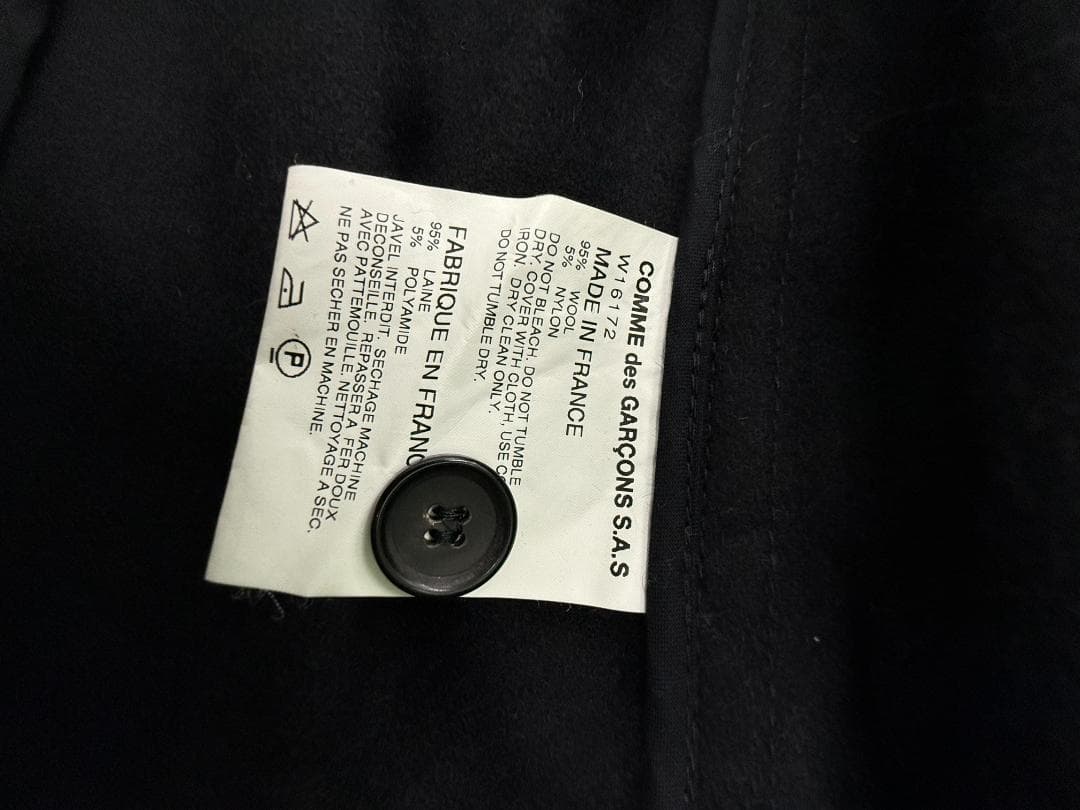 COMME des GARÇONS S.A.S
W16172
MADE IN FRANCE
95% WOOL
5% NYLON
DO NOT BLEACH. DO NOT TUMBLE
DRY. COVER WITH CLOTH, USE
IRON. DRY CLEAN ONLY.
DO NOT TUMBLE DRY.
FABRIQUE EN FRANC
95% LAINE
5% POLYAMIDE
JAVEL INTERDIT. SECHAGE MACHINE
DECONSEILLE. REPASSER A FER DOUX
AVEC PATTEMOUILLE. NETTOYAGE A SEC.
NE PAS SECHER EN MACHINE.
P